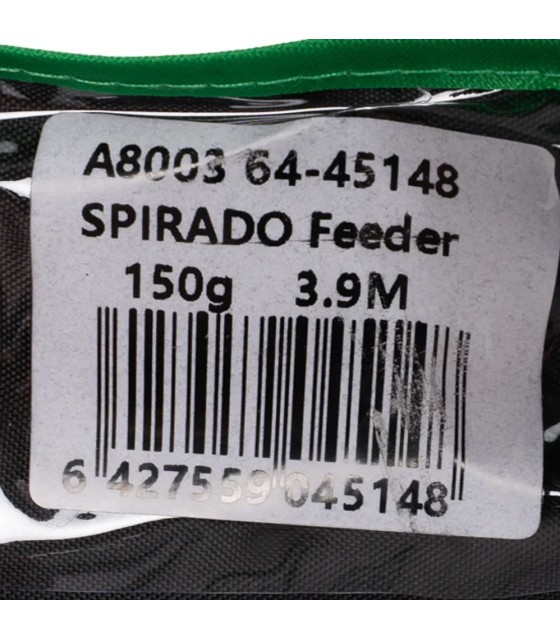 A8003 64-45148
SPIRADO Feeder
150g 3.9M
6 427559 045148